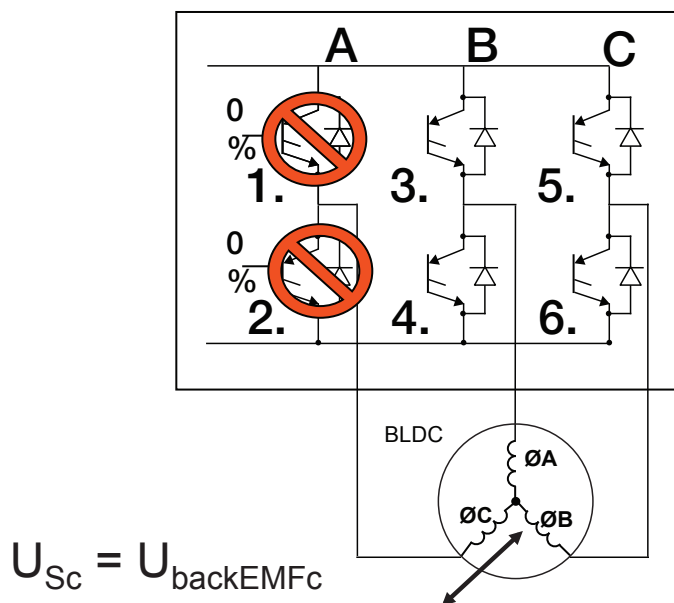 A B C
0
%
1. 3. 5.
0
%
2. 4. 6.
BLDC
ØA
ØC ØB
USc = UbackEMFc